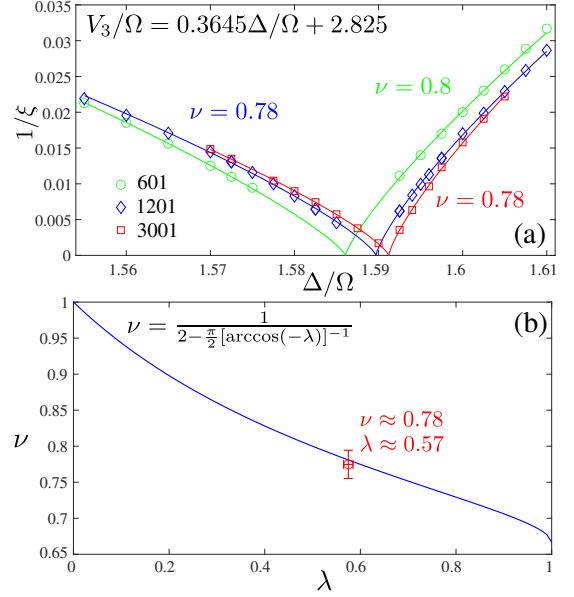 V_3/Ω = 0.3645Δ/Ω + 2.825
0.035
0.03
0.025
0.02
0.015
0.01
0.005
0
1/ξ
ν = 0.78
ν = 0.8
ν = 0.78
601
1201
3001
(a)
1.56
1.57
1.58
1.59
1.6
1.61
Δ/Ω
(b)
ν = \frac{1}{2-\frac{π}{2}[\arccos(-λ)]^{-1}}
1
0.95
0.9
0.85
0.8
0.75
0.7
0.65
ν
ν ≈ 0.78
λ ≈ 0.57
0
0.2
0.4
0.6
0.8
1
λ